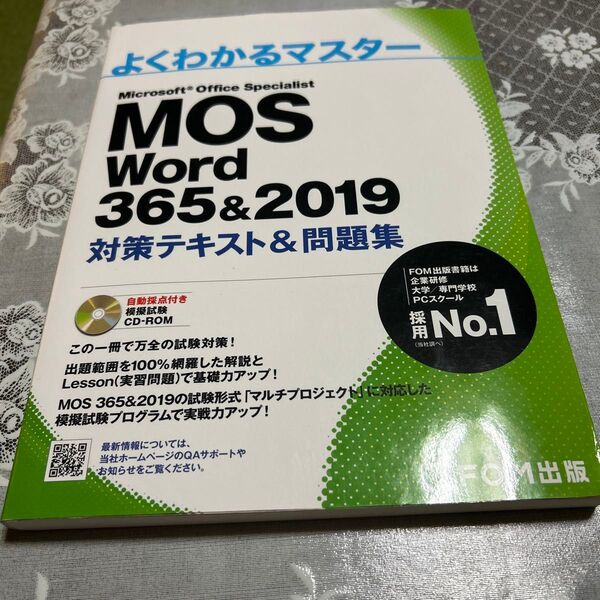 よくわかるマスター
Microsoft® Office Specialist
MOS
Word
365&2019
対策テキスト&問題集
FOM出版書籍は
企業研修
大学/専門学校
PCスクール
採用No.1
(当社調べ)
自動採点付き
模擬試験
CD-ROM
この一冊で万全の試験対策!
出題範囲を100%網羅した解説と
Lesson(実習問題)で基礎力アップ!
MOS 365&2019の試験形式「マルチプロジェクト」に対応した
模擬試験プログラムで実戦力アップ!
最新情報については、
当社ホームページのQAサポートや
お知らせをご覧ください。
FOM出版